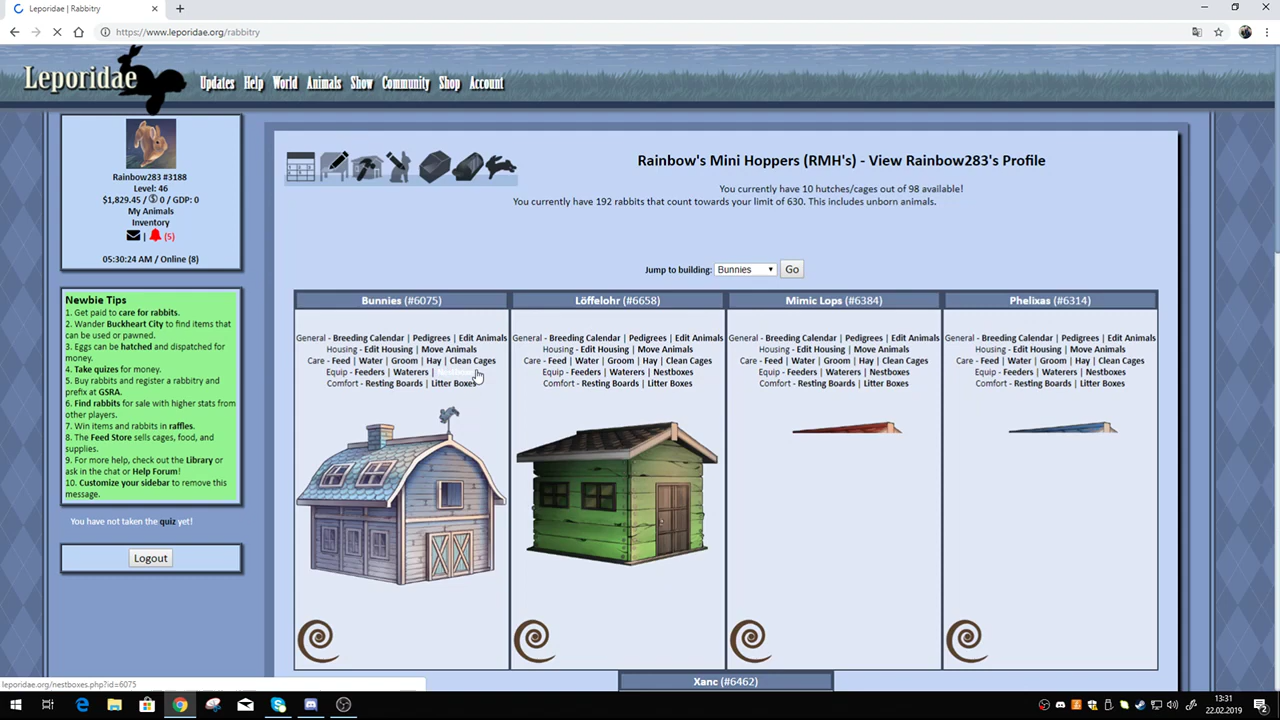 Leporidae | Rabbitry
https://www.leporidae.org/rabbitry
Leporidae
Updates Help World Animals Show Community Shop Account
Rainbow283 #3188
Level: 46
$1,829.45 / Ⓢ 0 / GDP: 0
My Animals
Inventory
| (5)
05:30:24 AM / Online (8)
Newbie Tips
1. Get paid to care for rabbits.
2. Wander Buckheart City to find items that
can be used or pawned.
3. Eggs can be hatched and dispatched for
money.
4. Take quizes for money.
5. Buy rabbits and register a rabbitry and
prefix at GSRA.
6. Find rabbits for sale with higher stats from
other players.
7. Win items and rabbits in raffles.
8. The Feed Store sells cages, food, and
supplies.
9. For more help, check out the Library or
ask in the chat or Help Forum!
10. Customize your sidebar to remove this
message.
You have not taken the quiz yet!
Logout
Rainbow's Mini Hoppers (RMH's) - View Rainbow283's Profile
You currently have 10 hutches/cages out of 98 available!
You currently have 192 rabbits that count towards your limit of 630. This includes unborn animals.
Jump to building: Bunnies Go
Bunnies (#6075)
General - Breeding Calendar | Pedigrees | Edit Animals
Housing - Edit Housing | Move Animals
Care - Feed | Water | Groom | Hay | Clean Cages
Equip - Feeders | Waterers | Nestboxes
Comfort - Resting Boards | Litter Boxes
Löffelohr (#6658)
General - Breeding Calendar | Pedigrees | Edit Animals
Housing - Edit Housing | Move Animals
Care - Feed | Water | Groom | Hay | Clean Cages
Equip - Feeders | Waterers | Nestboxes
Comfort - Resting Boards | Litter Boxes
Mimic Lops (#6384)
General - Breeding Calendar | Pedigrees | Edit Animals
Housing - Edit Housing | Move Animals
Care - Feed | Water | Groom | Hay | Clean Cages
Equip - Feeders | Waterers | Nestboxes
Comfort - Resting Boards | Litter Boxes
Phelixas (#6314)
General - Breeding Calendar | Pedigrees | Edit Animals
Housing - Edit Housing | Move Animals
Care - Feed | Water | Groom | Hay | Clean Cages
Equip - Feeders | Waterers | Nestboxes
Comfort - Resting Boards | Litter Boxes
Xanc (#6462)
leporidae.org/nestboxes.php?id=6075
13:31
22.02.2019
2